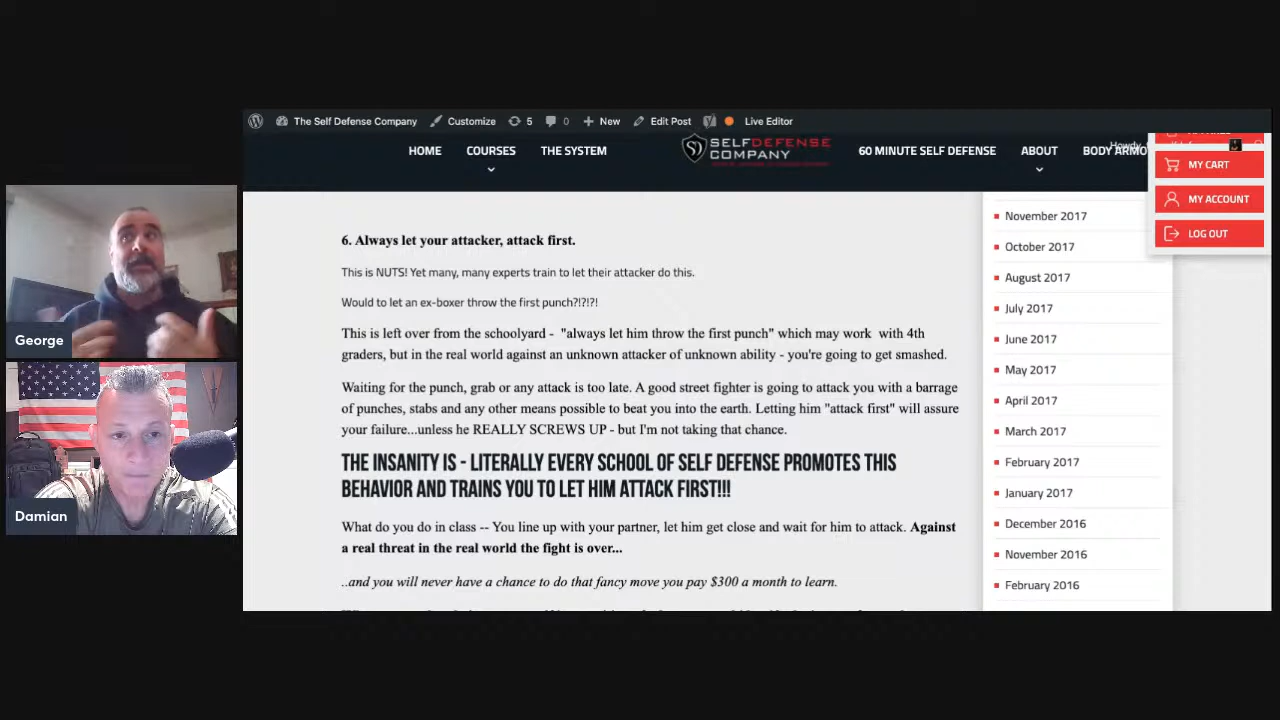 The Self Defense Company
Customize
5
0
New
Edit Post
Live Editor
HOME
COURSES
THE SYSTEM
SELFDEFENSE
COMPANY
60 MINUTE SELF DEFENSE
ABOUT
BODY ARMO
Howdy,
MY CART
MY ACCOUNT
LOG OUT
George
Damian
6. Always let your attacker, attack first.
This is NUTS! Yet many, many experts train to let their attacker do this.
Would to let an ex-boxer throw the first punch?!?!?!
This is left over from the schoolyard - "always let him throw the first punch" which may work with 4th
graders, but in the real world against an unknown attacker of unknown ability - you're going to get smashed.
Waiting for the punch, grab or any attack is too late. A good street fighter is going to attack you with a barrage
of punches, stabs and any other means possible to beat you into the earth. Letting him "attack first" will assure
your failure...unless he REALLY SCREWS UP - but I'm not taking that chance.
THE INSANITY IS - LITERALLY EVERY SCHOOL OF SELF DEFENSE PROMOTES THIS
BEHAVIOR AND TRAINS YOU TO LET HIM ATTACK FIRST!!!
What do you do in class -- You line up with your partner, let him get close and wait for him to attack. Against
a real threat in the real world the fight is over...
..and you will never have a chance to do that fancy move you pay $300 a month to learn.
November 2017
October 2017
August 2017
July 2017
June 2017
May 2017
April 2017
March 2017
February 2017
January 2017
December 2016
November 2016
February 2016